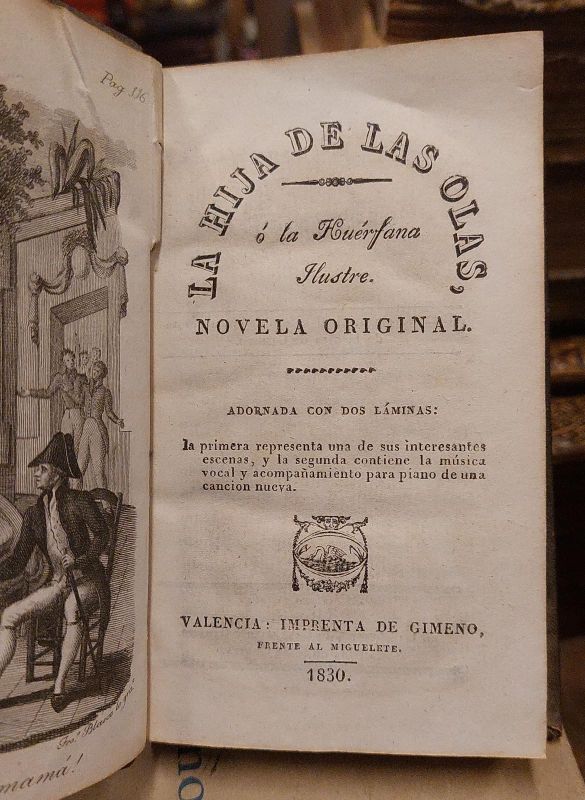 Pag 116
mamá!
LA HIJA DE LAS OLAS,
ó la Huérfana
Ilustre.
NOVELA ORIGINAL.
ADORNADA CON DOS LÁMINAS:
la primera representa una de sus interesantes
escenas, y la segunda contiene la música
vocal y acompañamiento para piano de una
cancion nueva.
VALENCIA: IMPRENTA DE GIMENO,
FRENTE AL MIGUELETE.
1830.
no